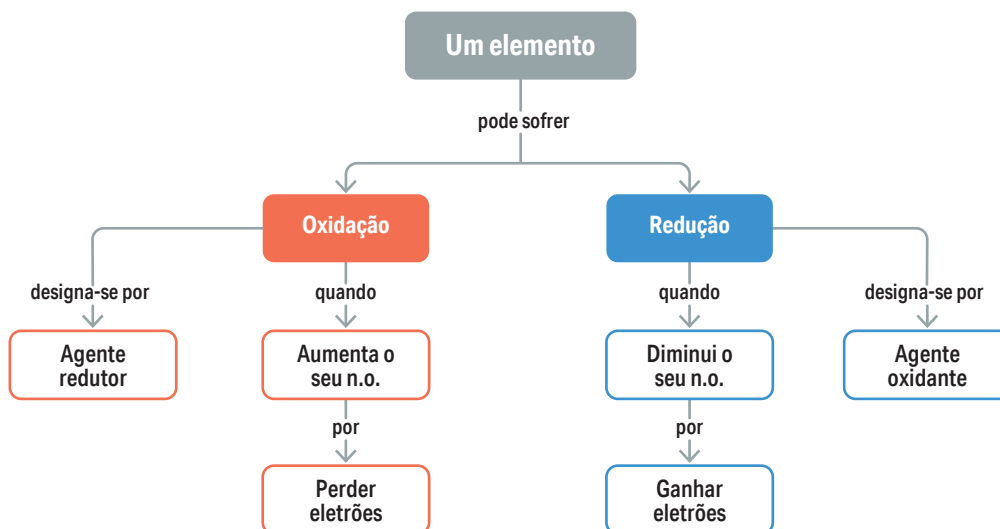 Um elemento
pode sofrer
Oxidação
Redução
designa-se por
quando
quando
designa-se por
Agente
redutor
Aumenta o
seu n.o.
Diminui o
seu n.o.
Agente
oxidante
por
por
Perder
eletrões
Ganhar
eletrões